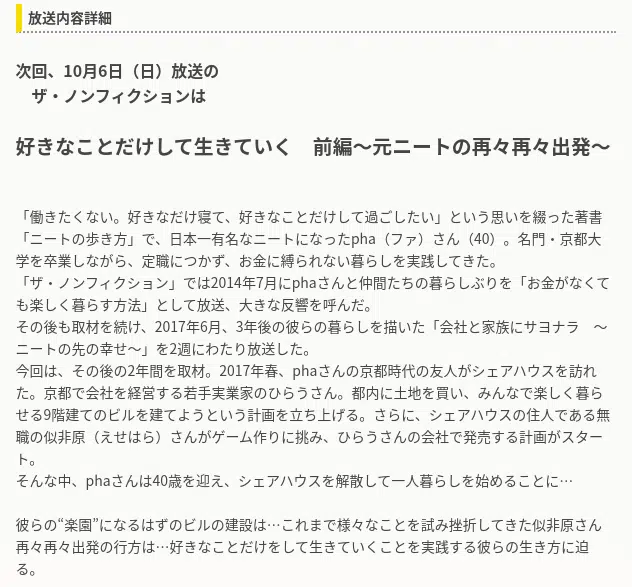 放送内容詳細
次回、10月6日（日）放送の
ザ・ノンフィクションは
好きなことだけして生きていく　前編〜元ニートの再々再々出発〜
「働きたくない。好きなだけ寝て、好きなことだけして過ごしたい」という思いを綴った著書
「ニートの歩き方」で、日本一有名なニートになったpha（ファ）さん（40）。名門・京都大
学を卒業しながら、定職につかず、お金に縛られない暮らしを実践してきた。
「ザ・ノンフィクション」では2014年7月にphaさんと仲間たちの暮らしぶりを「お金がなくて
も楽しく暮らす方法」として放送、大きな反響を呼んだ。
その後も取材を続け、2017年6月、3年後の彼らの暮らしを描いた「会社と家族にサヨナラ　〜
ニートの先の幸せ〜」を2週にわたり放送した。
今回は、その後の2年間を取材。2017年春、phaさんの京都時代の友人がシェアハウスを訪れ
た。京都で会社を経営する若手実業家のひらうさん。都内に土地を買い、みんなで楽しく暮ら
せる9階建てのビルを建てようという計画を立ち上げる。さらに、シェアハウスの住人である無
職の似非原（えせはら）さんがゲーム作りに挑み、ひらうさんの会社で発売する計画がスター
ト。
そんな中、phaさんは40歳を迎え、シェアハウスを解散して一人暮らしを始めることに…
彼らの“楽園”になるはずのビルの建設は…これまで様々なことを試み挫折してきた似非原さん
再々再々出発の行方は…好きなことだけをして生きていくことを実践する彼らの生き方に迫
る。